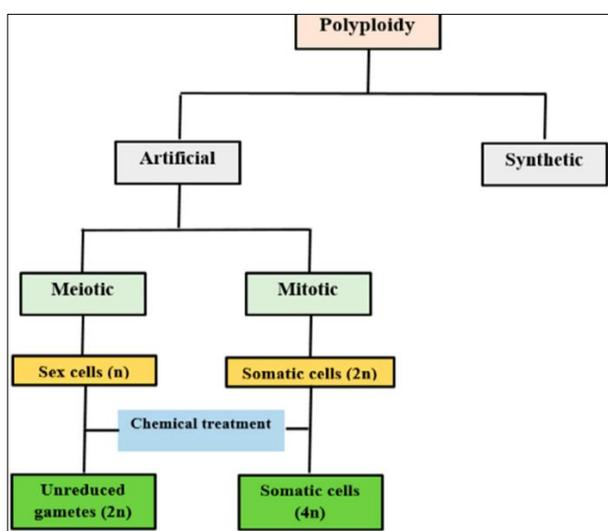 Polyploidy
Artificial
Synthetic
Meiotic
Mitotic
Sex cells (n)
Somatic cells (2n)
Chemical treatment
Unreduced
gametes (2n)
Somatic cells
(4n)